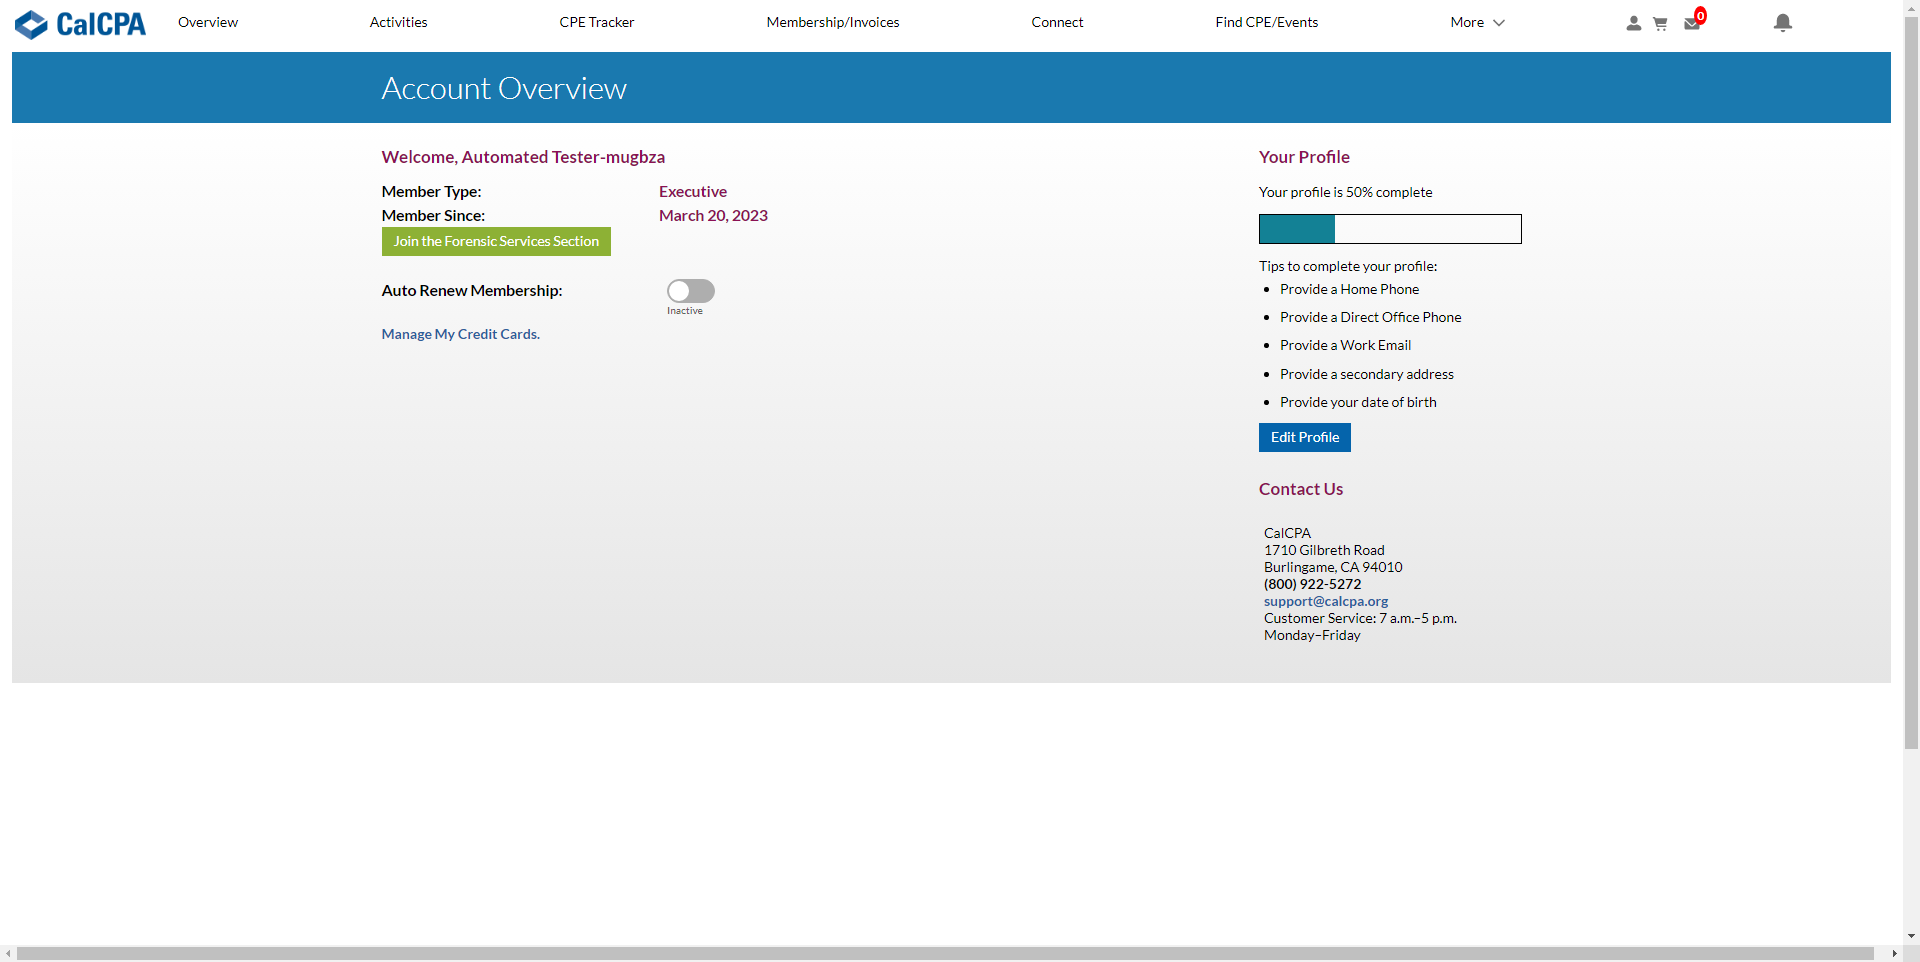 CalCPA
Overview
Activities
CPE Tracker
Membership/Invoices
Connect
Find CPE/Events
More
0
Account Overview
Welcome, Automated Tester-mugbza
Member Type: Executive
Member Since: March 20, 2023
Join the Forensic Services Section
Auto Renew Membership:
Inactive
Manage My Credit Cards.
Your Profile
Your profile is 50% complete
Tips to complete your profile:
Provide a Home Phone
Provide a Direct Office Phone
Provide a Work Email
Provide a secondary address
Provide your date of birth
Edit Profile
Contact Us
CalCPA
1710 Gilbreth Road
Burlingame, CA 94010
(800) 922-5272
support@calcpa.org
Customer Service: 7 a.m.–5 p.m.
Monday–Friday